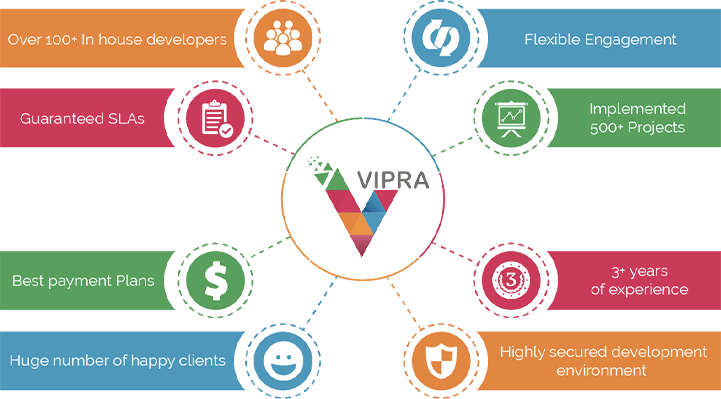 Over 100+ In house developers
Flexible Engagement
Guaranteed SLAs
Implemented
500+ Projects
VIPRA
Best payment Plans
3
3+ years
of experience
Huge number of happy clients
Highly secured development
environment